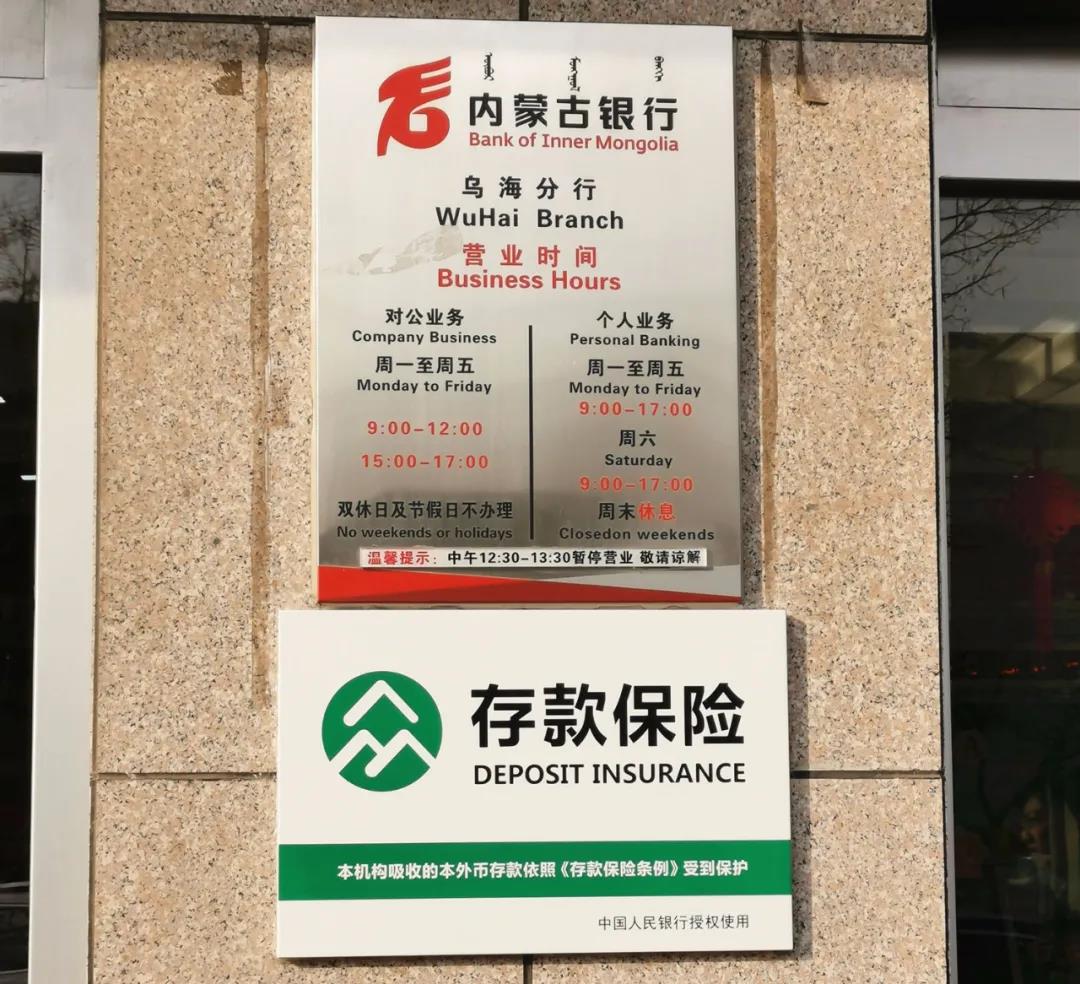 内蒙古银行
Bank of Inner Mongolia
乌海分行
WuHai Branch
营业时间
Business Hours
对公业务
Company Business
周一至周五
Monday to Friday
9:00-12:00
15:00-17:00
双休日及节假日不办理
No weekends or holidays
个人业务
Personal Banking
周一至周五
Monday to Friday
9:00-17:00
周六
Saturday
9:00-17:00
周末休息
Closedon weekends
温馨提示：中午12:30-13:30暂停营业 敬请谅解
存款保险
DEPOSIT INSURANCE
本机构吸收的本外币存款依照《存款保险条例》受到保护
中国人民银行授权使用